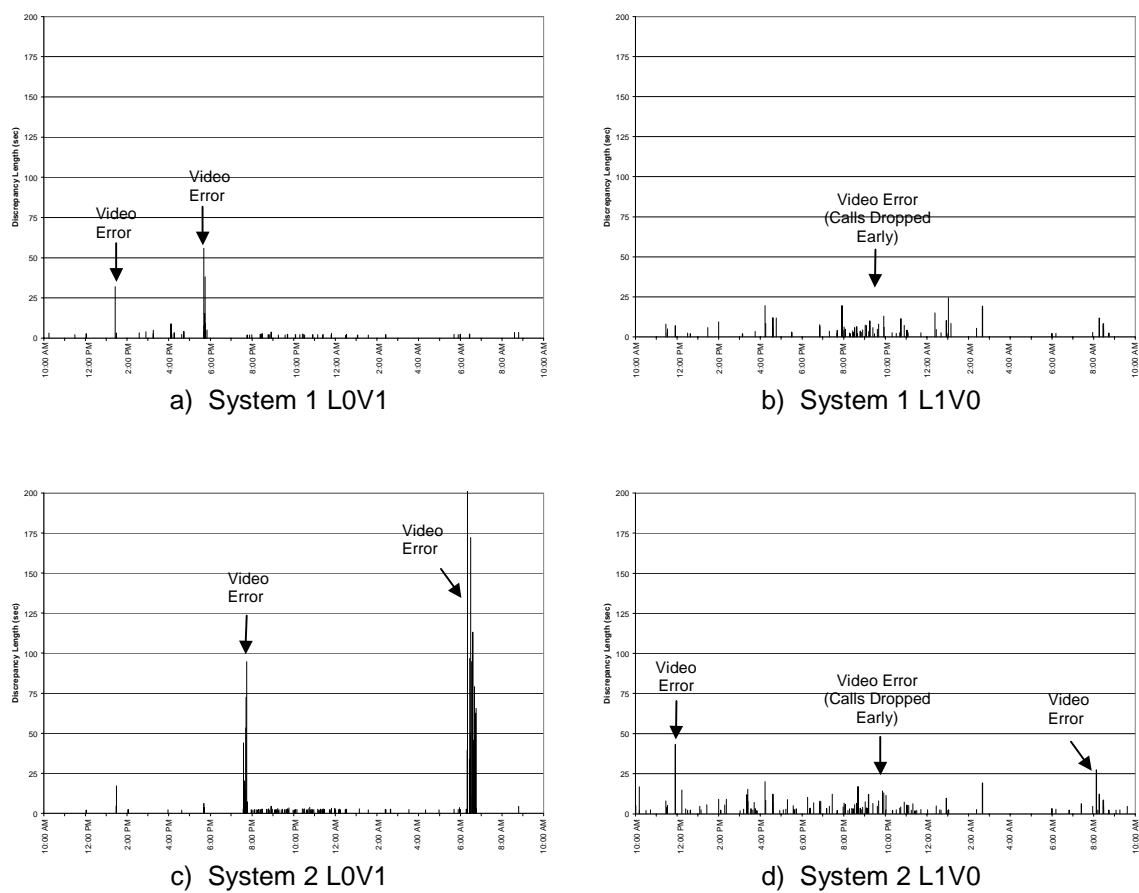 200
175
150
125
100
75
50
25
0
Discrepancy Length (sec)
Video
Error
Video
Error
10:00 AM
12:00 PM
2:00 PM
4:00 PM
6:00 PM
8:00 PM
10:00 PM
12:00 AM
2:00 AM
4:00 AM
6:00 AM
8:00 AM
10:00 AM
a) System 1 L0V1
200
175
150
125
100
75
50
25
0
Discrepancy Length (sec)
Video Error
(Calls Dropped
Early)
10:00 AM
12:00 PM
2:00 PM
4:00 PM
6:00 PM
8:00 PM
10:00 PM
12:00 AM
2:00 AM
4:00 AM
6:00 AM
8:00 AM
10:00 AM
b) System 1 L1V0
200
175
150
125
100
75
50
25
0
Discrepancy Length (sec)
Video
Error
Video
Error
10:00 AM
12:00 PM
2:00 PM
4:00 PM
6:00 PM
8:00 PM
10:00 PM
12:00 AM
2:00 AM
4:00 AM
6:00 AM
8:00 AM
10:00 AM
c) System 2 L0V1
200
175
150
125
100
75
50
25
0
Discrepancy Length (sec)
Video
Error
Video Error
(Calls Dropped
Early)
Video
Error
10:00 AM
12:00 PM
2:00 PM
4:00 PM
6:00 PM
8:00 PM
10:00 PM
12:00 AM
2:00 AM
4:00 AM
6:00 AM
8:00 AM
10:00 AM
d) System 2 L1V0